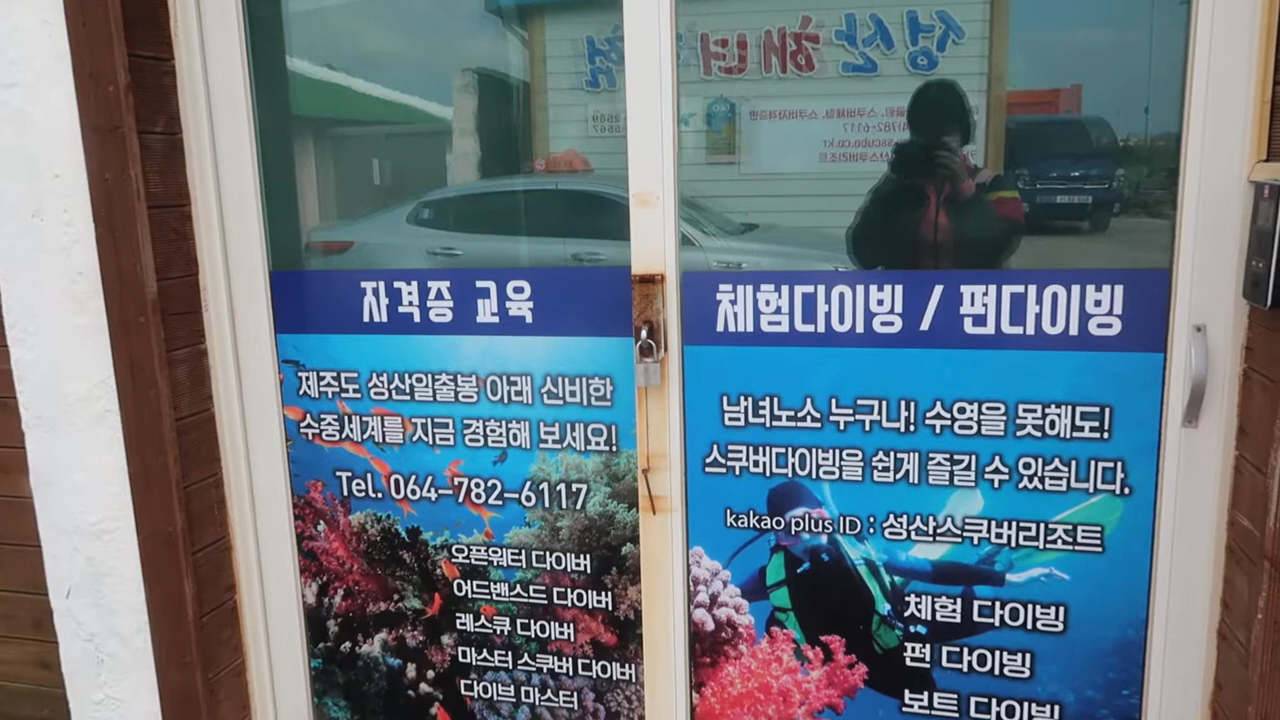 자격증 교육
제주도 성산일출봉 아래 신비한
수중세계를 지금 경험해 보세요!
Tel. 064-782-6117
오픈워터 다이버
어드밴스드 다이버
레스큐 다이버
마스터 스쿠버 다이버
다이브 마스터
체험다이빙 / 펀다이빙
남녀노소 누구나! 수영을 못해도!
스쿠버다이빙을 쉽게 즐길 수 있습니다.
kakao plus ID : 성산스쿠버리조트
체험 다이빙
펀 다이빙
보트 다이빙
성산해녀